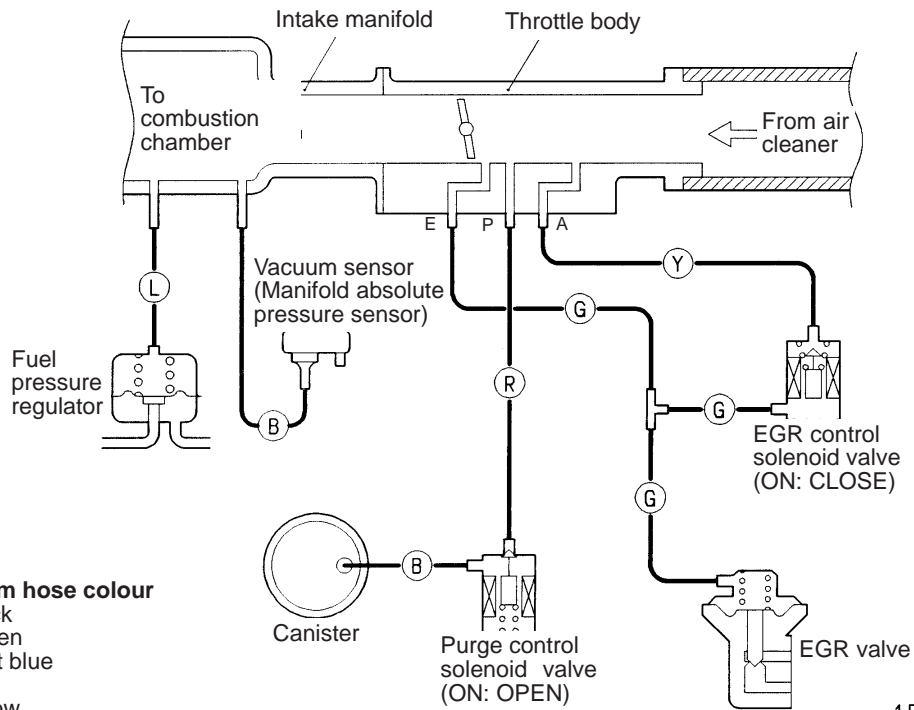 Intake manifold
Throttle body
To
combustion
chamber
From air
cleaner
E
P
A
Vacuum sensor
(Manifold absolute
pressure sensor)
L
Y
G
Fuel
pressure
regulator
B
R
G
EGR control
solenoid valve
(ON: CLOSE)
G
B
Canister
Purge control
solenoid valve
(ON: OPEN)
EGR valve
m hose colour
ck
en
t blue
ow